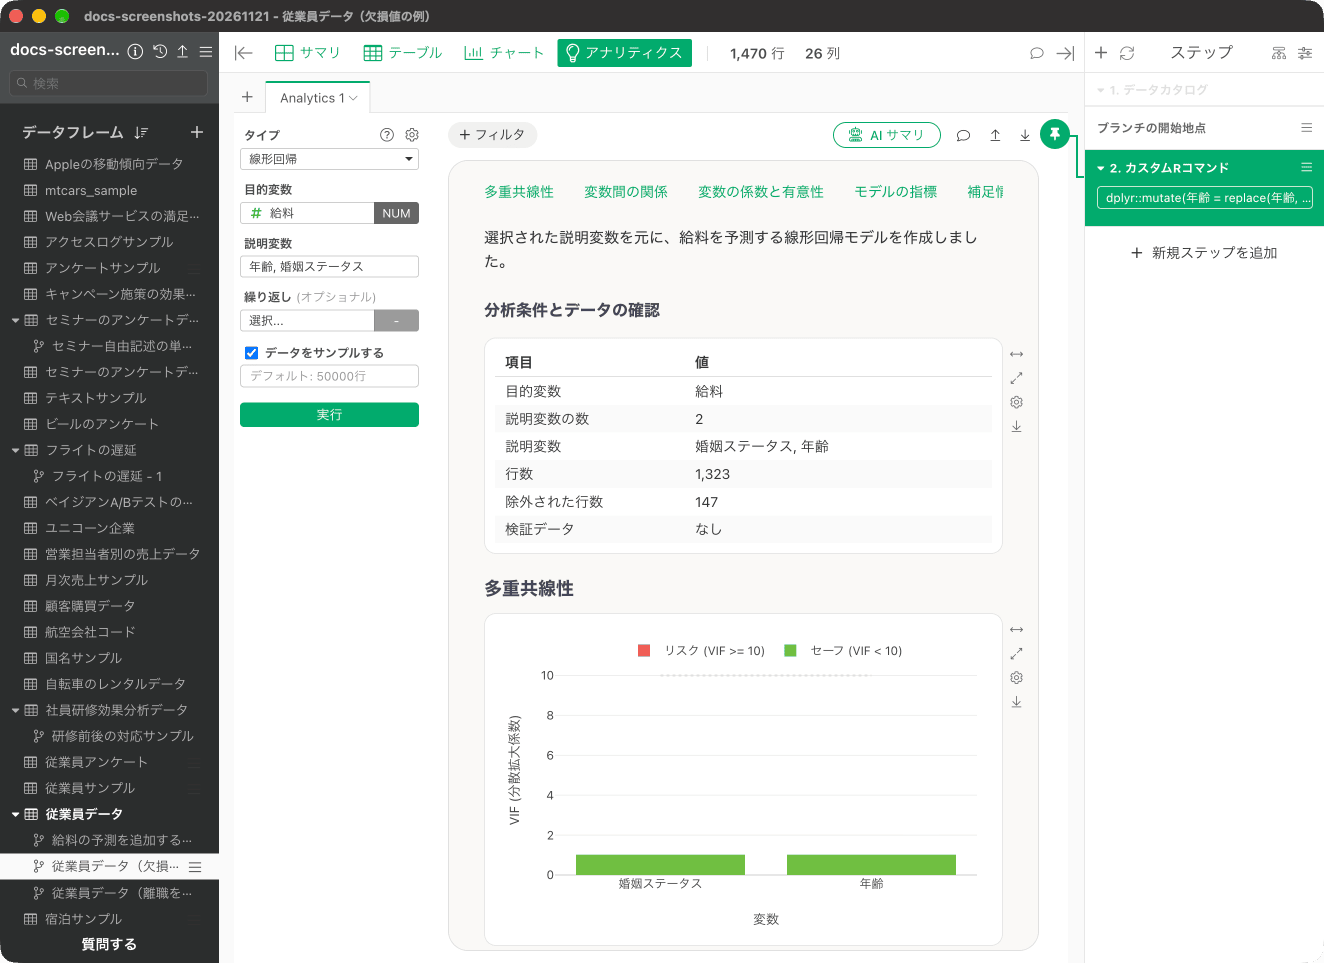 docs-screenshots-20261121 - 従業員データ（欠損値の例）
docs-screen...
検索
データフレーム
Appleの移動傾向データ
mtcars_sample
Web会議サービスの満足…
アクセスログサンプル
アンケートサンプル
キャンペーン施策の効果…
セミナーのアンケートデ…
セミナー自由記述の単…
セミナーのアンケートデ…
テキストサンプル
ビールのアンケート
フライトの遅延
フライトの遅延 - 1
ベイジアンA/Bテストの…
ユニコーン企業
営業担当者別の売上データ
月次売上サンプル
顧客購買データ
航空会社コード
国名サンプル
自転車のレンタルデータ
社員研修効果分析データ
研修前後の対応サンプル
従業員アンケート
従業員サンプル
従業員データ
給料の予測を追加する…
従業員データ（欠損…
従業員データ（離職を…
宿泊サンプル
質問する
サマリ
テーブル
チャート
アナリティクス
1,470 行
26 列
Analytics 1
タイプ
線形回帰
目的変数
# 給料
NUM
説明変数
年齢, 婚姻ステータス
繰り返し (オプショナル)
選択...
-
データをサンプルする
デフォルト: 50000行
実行
+ フィルタ
AI サマリ
多重共線性
変数間の関係
変数の係数と有意性
モデルの指標
補足情
選択された説明変数を元に、給料を予測する線形回帰モデルを作成しました。
分析条件とデータの確認
項目 値
目的変数 給料
説明変数の数 2
説明変数 婚姻ステータス, 年齢
行数 1,323
除外された行数 147
検証データ なし
多重共線性
リスク (VIF >= 10)
セーフ (VIF < 10)
10
8
6
4
2
0
VIF (分散拡大係数)
婚姻ステータス
年齢
変数
ステップ
1. データカタログ
ブランチの開始地点
2. カスタムRコマンド
dplyr::mutate(年齢 = replace(年齢, ...
+ 新規ステップを追加